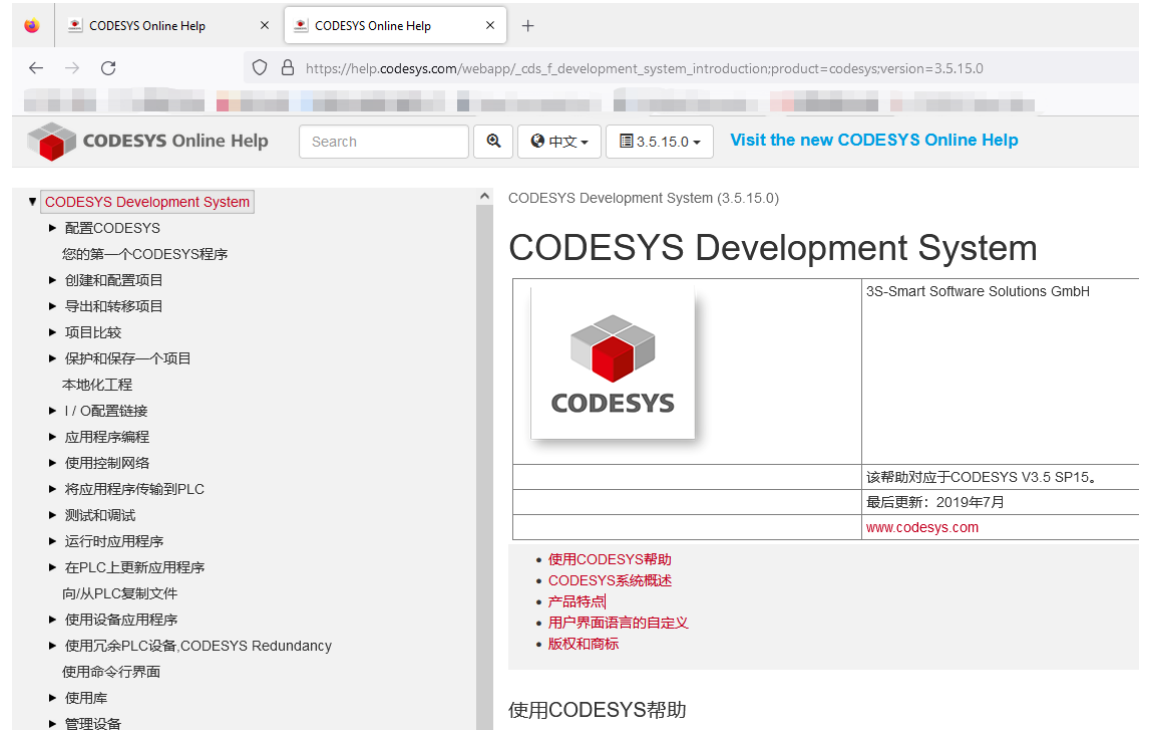 CODESYS Online Help
CODESYS Online Help
https://help.codesys.com/webapp/_cds_f_development_system_introduction;product=codesys;version=3.5.15.0
CODESYS Online Help
Search
中文
3.5.15.0
Visit the new CODESYS Online Help
CODESYS Development System
配置CODESYS
您的第一个CODESYS程序
创建和配置项目
导出和转移项目
项目比较
保护和保存一个项目
本地化工程
I / O配置链接
应用程序编程
使用控制网络
将应用程序传输到PLC
测试和调试
运行时应用程序
在PLC上更新应用程序
向/从PLC复制文件
使用设备应用程序
使用冗余PLC设备,CODESYS Redundancy
使用命令行界面
使用库
管理设备
CODESYS Development System (3.5.15.0)
CODESYS Development System
CODESYS
3S-Smart Software Solutions GmbH
该帮助对应于CODESYS V3.5 SP15。
最后更新：2019年7月
www.codesys.com
使用CODESYS帮助
CODESYS系统概述
产品特点
用户界面语言的自定义
版权和商标
使用CODESYS帮助